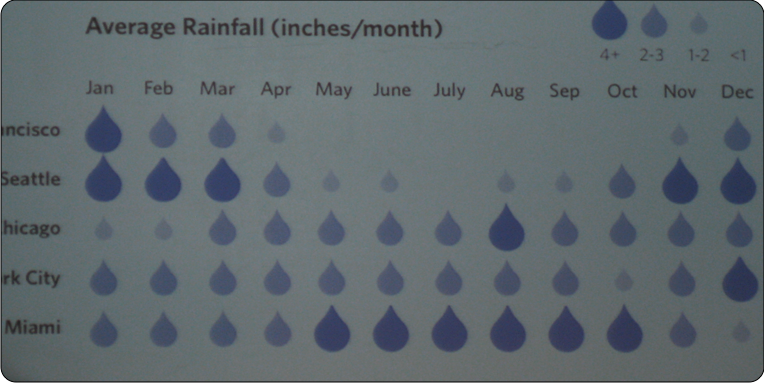 Average Rainfall (inches/month)
4+ 2-3 1-2 <1
Jan Feb Mar Apr May June July Aug Sep Oct Nov Dec
ncisco
Seattle
hicago
rk City
Miami